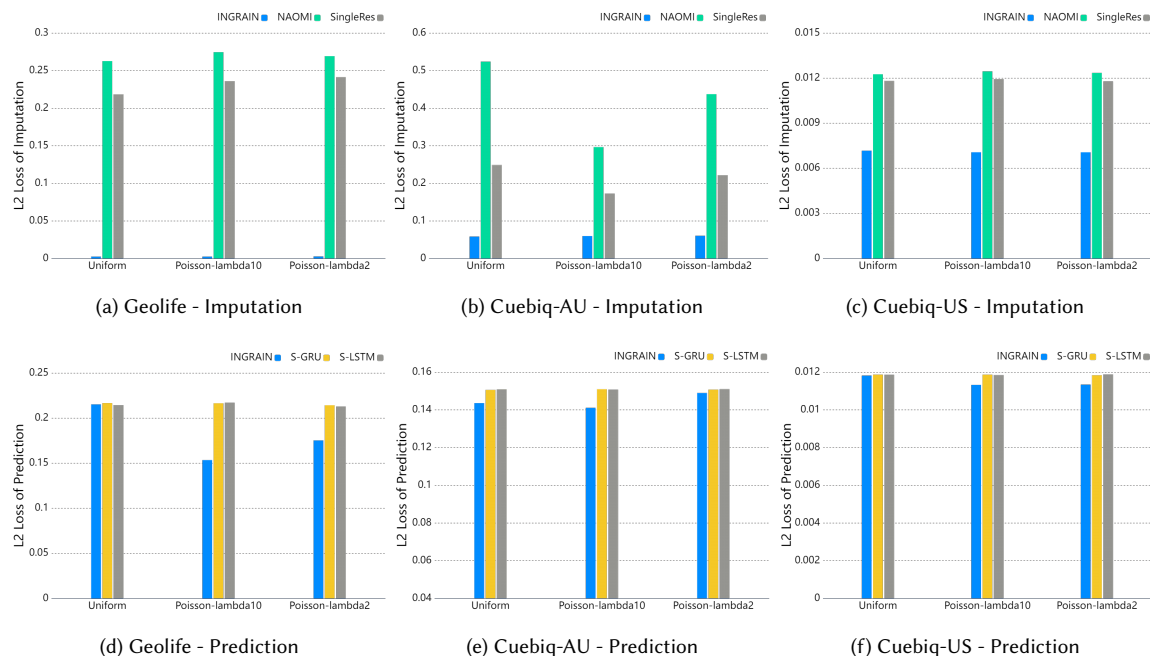 INGRAIN NAOMI SingleRes
L2 Loss of Imputation
0.3
0.25
0.2
0.15
0.1
0.05
0
Uniform Poisson-lambda10 Poisson-lambda2
(a) Geolife - Imputation
INGRAIN NAOMI SingleRes
L2 Loss of Imputation
0.6
0.5
0.4
0.3
0.2
0.1
0
Uniform Poisson-lambda10 Poisson-lambda2
(b) Cuebiq-AU - Imputation
INGRAIN NAOMI SingleRes
L2 Loss of Imputation
0.015
0.012
0.009
0.006
0.003
0
Uniform Poisson-lambda10 Poisson-lambda2
(c) Cuebiq-US - Imputation
INGRAIN S-GRU S-LSTM
L2 Loss of Prediction
0.25
0.2
0.15
0.1
0.05
0
Uniform Poisson-lambda10 Poisson-lambda2
(d) Geolife - Prediction
INGRAIN S-GRU S-LSTM
L2 Loss of Prediction
0.16
0.14
0.12
0.1
0.08
0.06
0.04
Uniform Poisson-lambda10 Poisson-lambda2
(e) Cuebiq-AU - Prediction
INGRAIN S-GRU S-LSTM
L2 Loss of Prediction
0.012
0.01
0.008
0.006
0.004
0.002
0
Uniform Poisson-lambda10 Poisson-lambda2
(f) Cuebiq-US - Prediction